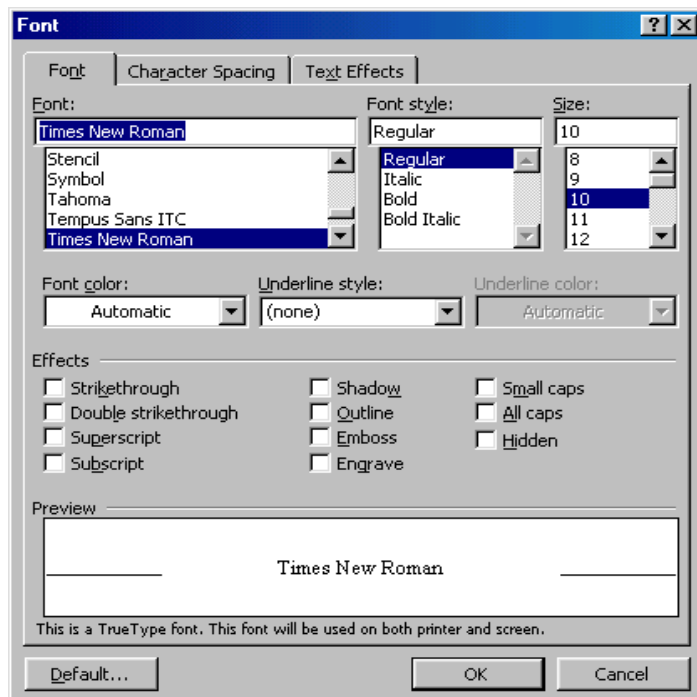 Font
Font Character Spacing Text Effects
Font: Font style: Size:
Times New Roman Regular 10
Stencil Regular 8
Symbol Italic 9
Tahoma Bold 10
Tempus Sans ITC Bold Italic 11
Times New Roman 12
Font color: Underline style: Underline color:
Automatic (none) Automatic
Effects
Strikethrough Shadow Small caps
Double strikethrough Outline All caps
Superscript Emboss Hidden
Subscript Engrave
Preview
Times New Roman
This is a TrueType font. This font will be used on both printer and screen.
Default... OK Cancel